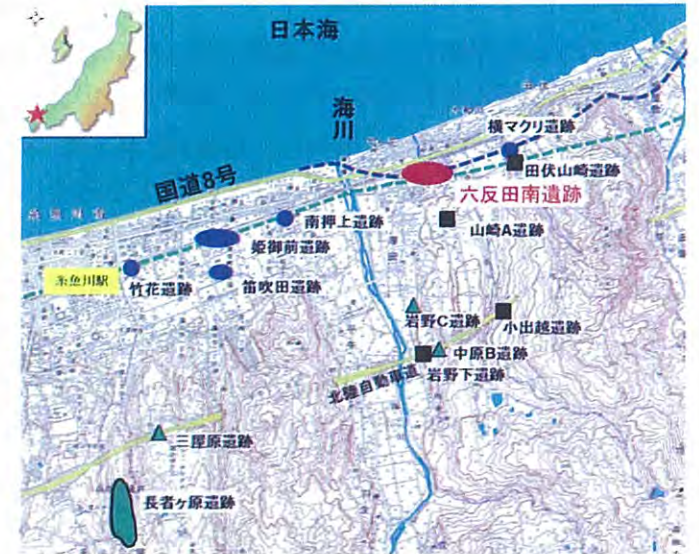 日本海
海川
国道8号
横マクリ遺跡
田伏山崎遺跡
六反田南遺跡
山崎A遺跡
南押上遺跡
姫御前遺跡
糸魚川駅
竹花遺跡
笛吹田遺跡
岩野C遺跡
小出越遺跡
中原B遺跡
岩野下遺跡
北陸自動車道
三屋原遺跡
長者ヶ原遺跡